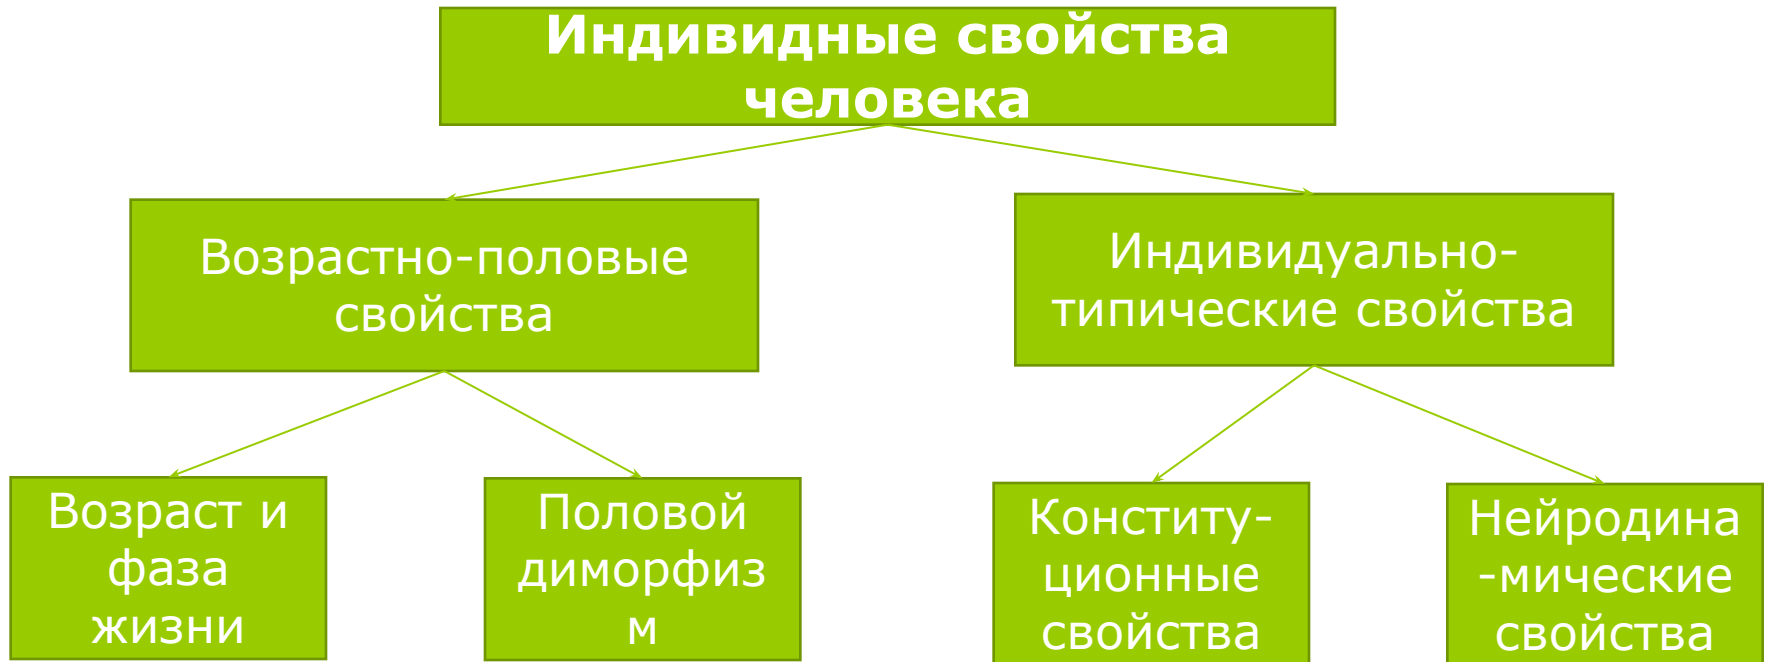 Индивидные свойства
человека
Возрастно-половые
свойства
Индивидуально-
типические свойства
Возраст и
фаза
жизни
Половой
диморфиз
м
Конститу-
ционные
свойства
Нейродина
-мические
свойства